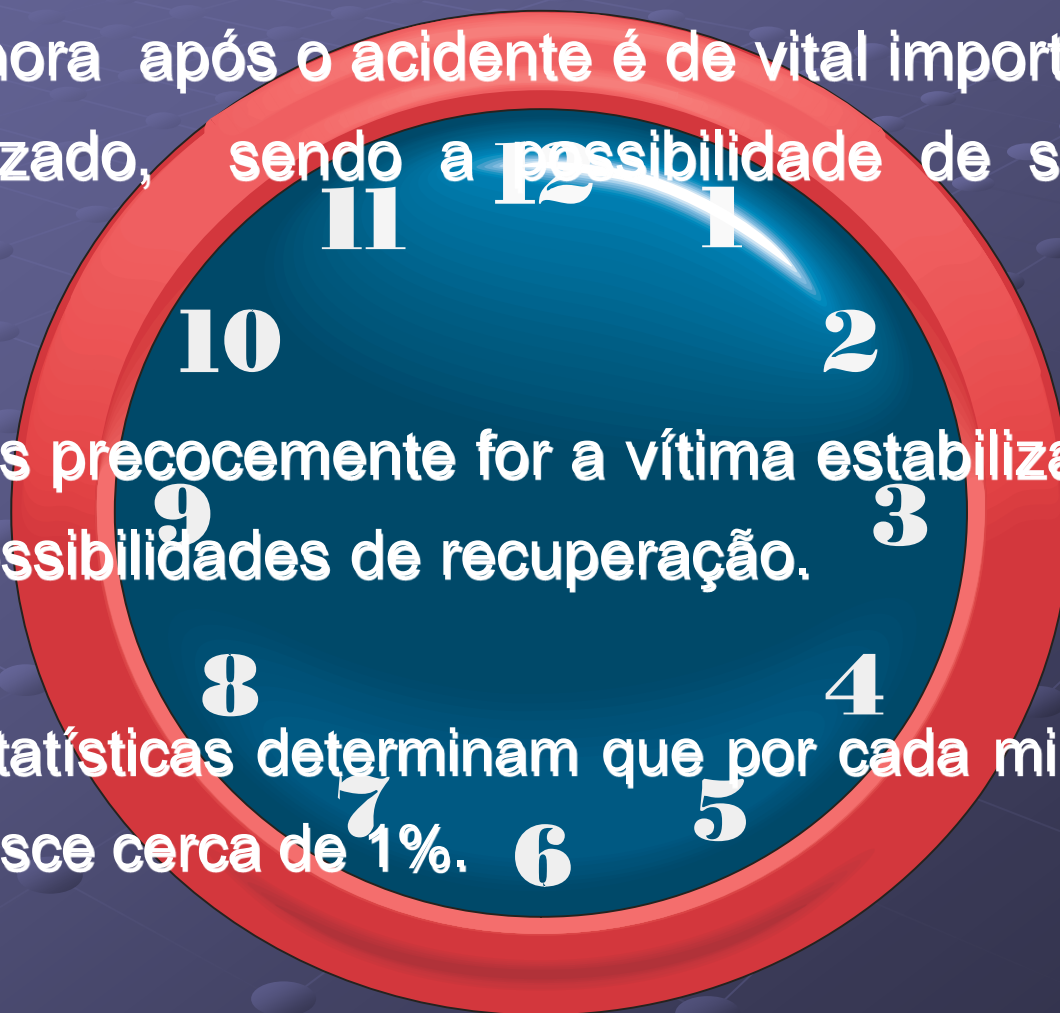 hora após o acidente é de vital import
zado, sendo a possibilidade de s
12
11 1
10 2
s precocemente for a vítima estabiliza
9 3
ssibilidades de recuperação.
8 4
tatísticas determinam que por cada mi
7 5
sce cerca de 1%.
6